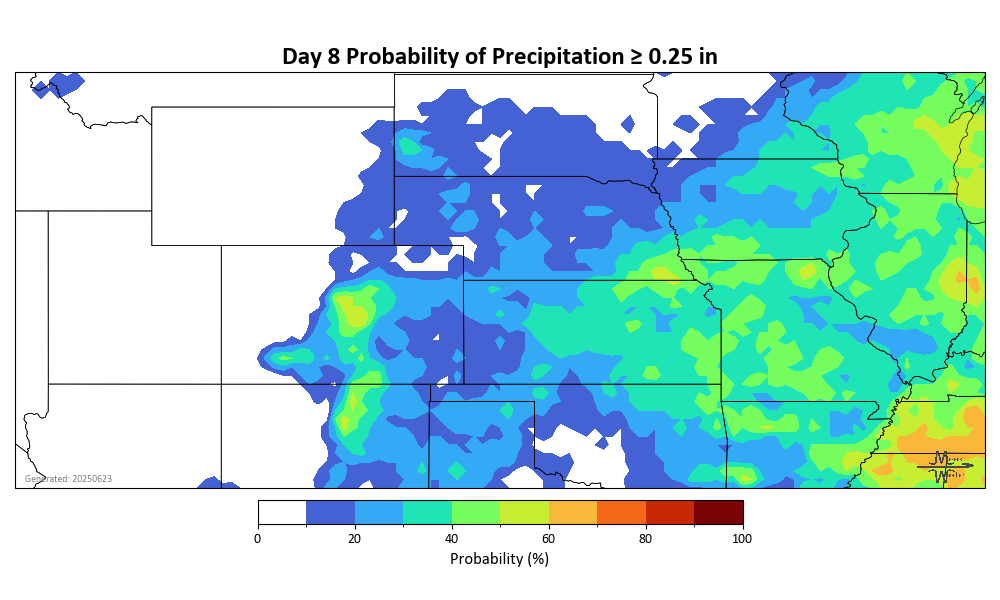 Day 8 Probability of Precipitation ≥ 0.25 in
Generated: 20250623
0 20 40 60 80 100
Probability (%)